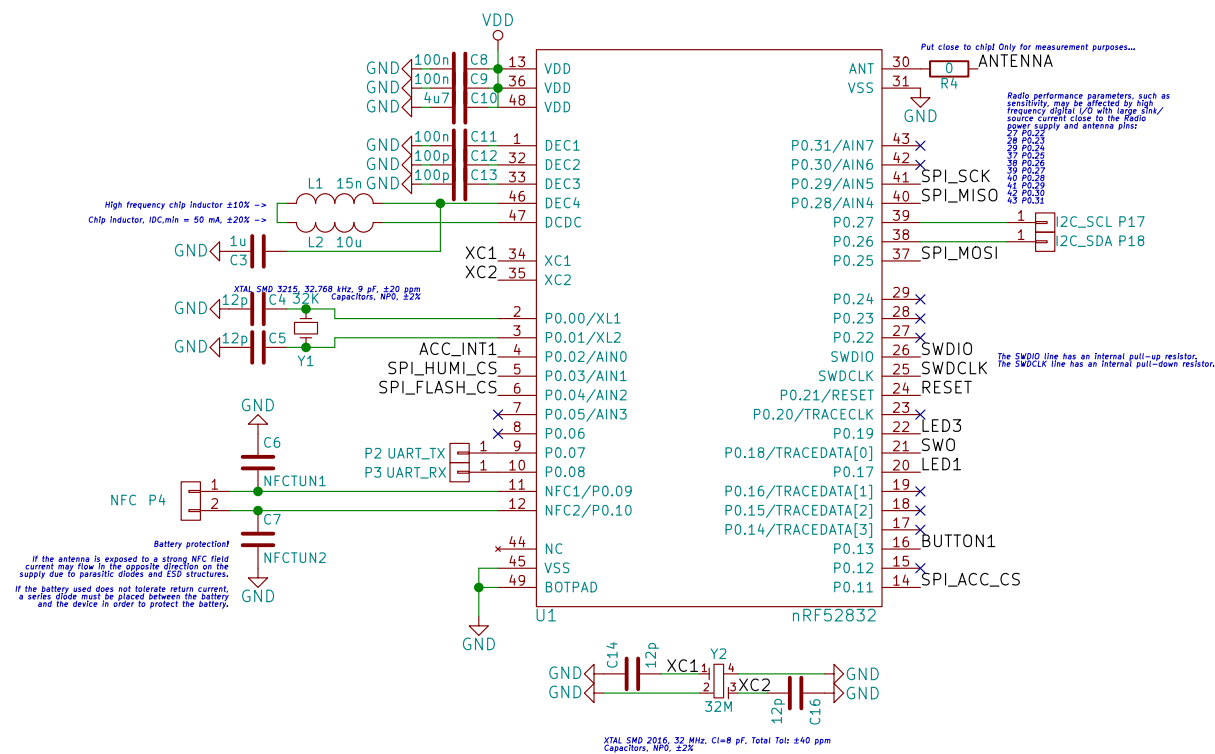 VDD
Put close to chip! Only for measurement purposes...
GND 100n C8 13 VDD
GND 100n C9 36 VDD
GND 4u7 C10 48 VDD
ANT 30 0 R4 ANTENNA
VSS 31 GND
Radio performance parameters, such as
sensitivity, may be affected by high
frequency digital I/O with large sink/
source current close to the Radio
power supply and antenna pins:
27 P0.22
28 P0.23
29 P0.24
37 P0.25
38 P0.26
39 P0.27
40 P0.28
41 P0.29
42 P0.30
43 P0.31
GND 100n C11 1 DEC1
GND 100p C12 32 DEC2
GND 100p C13 33 DEC3
L1 15n 46 DEC4
High frequency chip inductor ±10% ->
Chip inductor, IDC,min = 50 mA, ±20% ->
L2 10u 47 DCDC
GND 1u C3
XC1 34 XC1
XC2 35 XC2
XTAL SMD 3215, 32.768 kHz, 9 pF, ±20 ppm
Capacitors, NP0, ±2%
GND 12p C4 32K 2 P0.00/XL1
GND 12p C5 Y1 3 P0.01/XL2
ACC_INT1 4 P0.02/AIN0
SPI_HUMI_CS 5 P0.03/AIN1
SPI_FLASH_CS 6 P0.04/AIN2
7 P0.05/AIN3
8 P0.06
P2 UART_TX 1 9 P0.07
P3 UART_RX 1 10 P0.08
GND
C6
NFCTUN1
NFC P4 1 2
11 NFC1/P0.09
12 NFC2/P0.10
C7
NFCTUN2
GND
Battery protection!
If the antenna is exposed to a strong NFC field
current may flow in the opposite direction on the
supply due to parasitic diodes and ESD structures.
If the battery used does not tolerate return current,
a series diode must be placed between the battery
and the device in order to protect the battery.
44 NC
45 VSS
49 BOTPAD
GND
P0.31/AIN7 43
P0.30/AIN6 42
P0.29/AIN5 41 SPI_SCK
P0.28/AIN4 40 SPI_MISO
P0.27 39 1 I2C_SCL P17
P0.26 38 1 I2C_SDA P18
P0.25 37 SPI_MOSI
P0.24 29
P0.23 28
P0.22 27
SWDIO 26 SWDIO
SWDCLK 25 SWDCLK
The SWDIO line has an internal pull-up resistor.
The SWDCLK line has an internal pull-down resistor.
P0.21/RESET 24 RESET
P0.20/TRACECLK 23
P0.19 22 LED3
P0.18/TRACEDATA[0] 21 SWO
P0.17 20 LED1
P0.16/TRACEDATA[1] 19
P0.15/TRACEDATA[2] 18
P0.14/TRACEDATA[3] 17
P0.13 16 BUTTON1
P0.12 15
P0.11 14 SPI_ACC_CS
U1 nRF52832
GND C14 12p XC1 1 Y2 4 GND
GND 2 32M 3 XC2 12p C16 GND
XTAL SMD 2016, 32 MHz, Cl=8 pF, Total Tol: ±40 ppm
Capacitors, NP0, ±2%